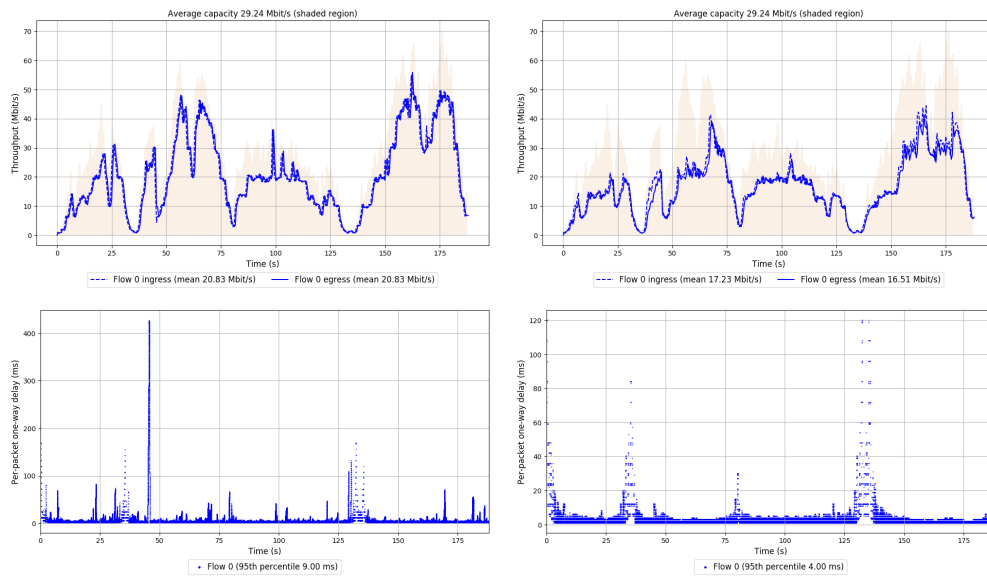 Average capacity 29.24 Mbit/s (shaded region)
Throughput (Mbit/s)
70
60
50
40
30
20
10
0
0 25 50 75 100 125 150 175
Time (s)
Flow 0 ingress (mean 20.83 Mbit/s) Flow 0 egress (mean 20.83 Mbit/s)
Average capacity 29.24 Mbit/s (shaded region)
Throughput (Mbit/s)
70
60
50
40
30
20
10
0
0 25 50 75 100 125 150 175
Time (s)
Flow 0 ingress (mean 17.23 Mbit/s) Flow 0 egress (mean 16.51 Mbit/s)
Per-packet one-way delay (ms)
400
300
200
100
0
0 25 50 75 100 125 150 175
Time (s)
Flow 0 (95th percentile 9.00 ms)
Per-packet one-way delay (ms)
120
100
80
60
40
20
0
0 25 50 75 100 125 150 175
Time (s)
Flow 0 (95th percentile 4.00 ms)